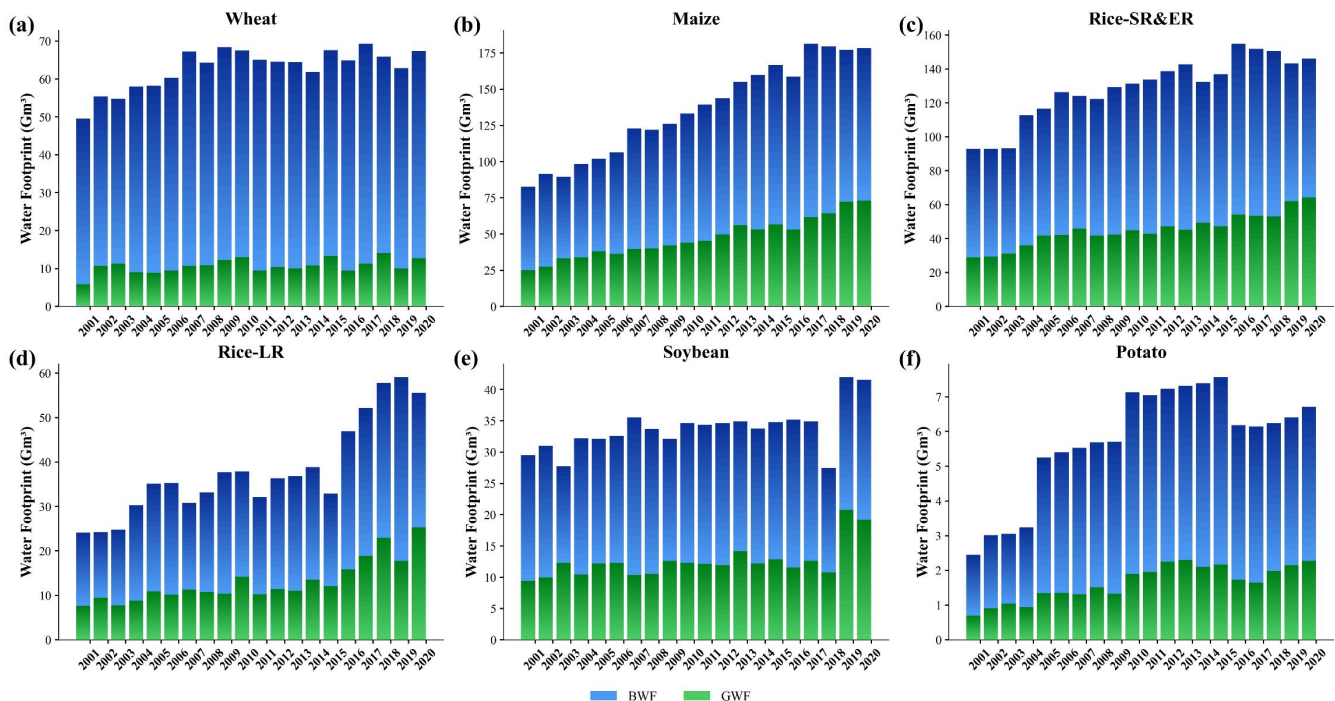 (a) Wheat
Water Footprint (Gm³)
70
60
50
40
30
20
10
0
2001 2002 2003 2004 2005 2006 2007 2008 2009 2010 2011 2012 2013 2014 2015 2016 2017 2018 2019 2020
(b) Maize
Water Footprint (Gm³)
175
150
125
100
75
50
25
0
2001 2002 2003 2004 2005 2006 2007 2008 2009 2010 2011 2012 2013 2014 2015 2016 2017 2018 2019 2020
(c) Rice-SR&ER
Water Footprint (Gm³)
160
140
120
100
80
60
40
20
0
2001 2002 2003 2004 2005 2006 2007 2008 2009 2010 2011 2012 2013 2014 2015 2016 2017 2018 2019 2020
(d) Rice-LR
Water Footprint (Gm³)
60
50
40
30
20
10
0
2001 2002 2003 2004 2005 2006 2007 2008 2009 2010 2011 2012 2013 2014 2015 2016 2017 2018 2019 2020
(e) Soybean
Water Footprint (Gm³)
40
35
30
25
20
15
10
5
0
2001 2002 2003 2004 2005 2006 2007 2008 2009 2010 2011 2012 2013 2014 2015 2016 2017 2018 2019 2020
(f) Potato
Water Footprint (Gm³)
7
6
5
4
3
2
1
0
2001 2002 2003 2004 2005 2006 2007 2008 2009 2010 2011 2012 2013 2014 2015 2016 2017 2018 2019 2020
BWF GWF